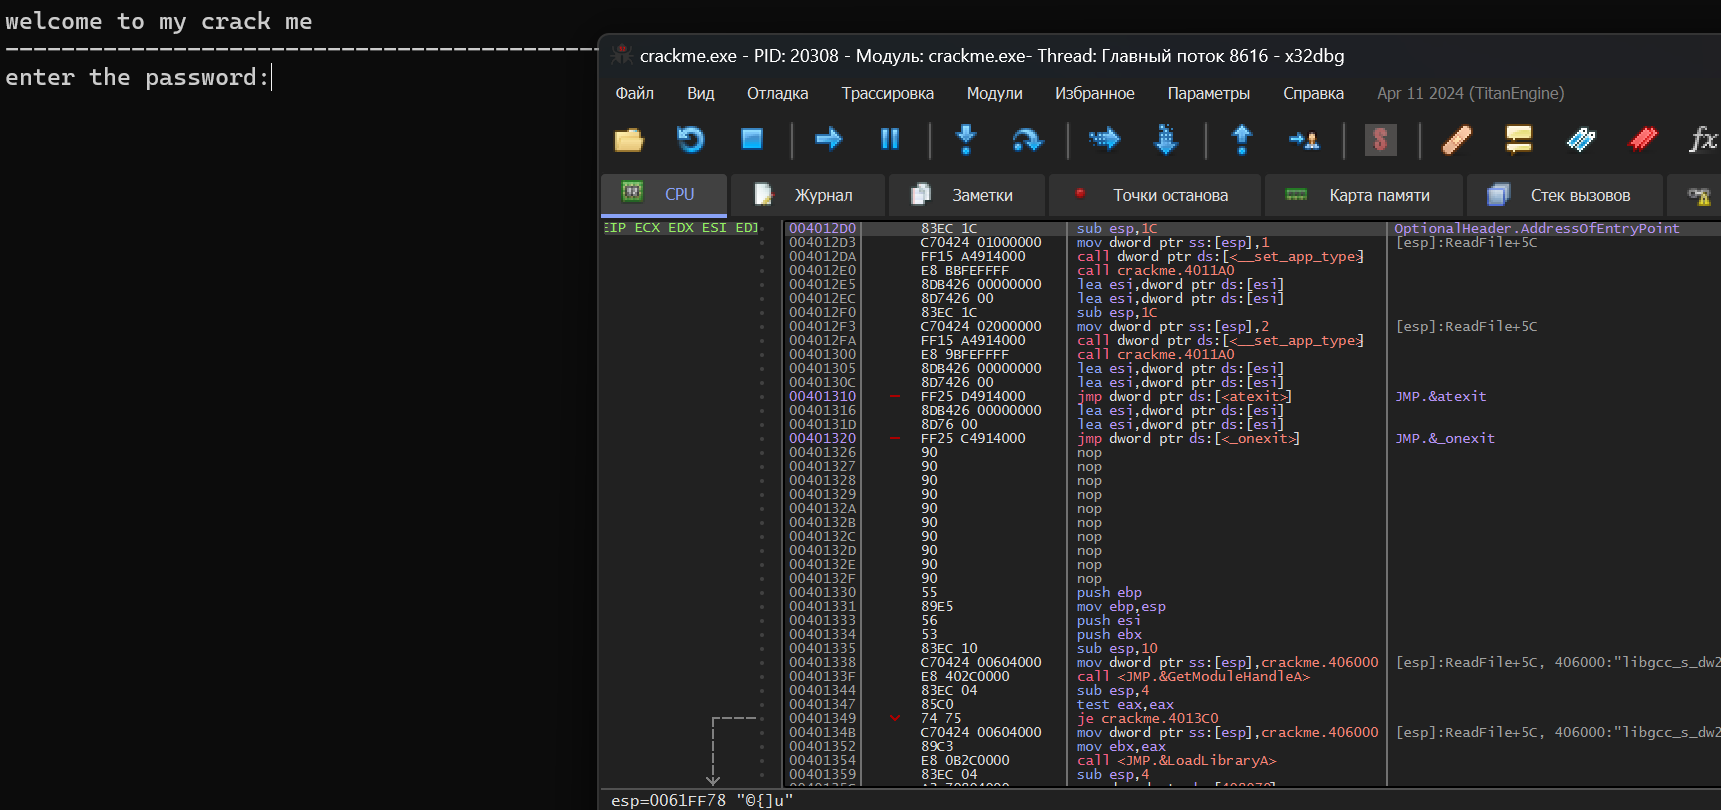 welcome to my crack me
-------------------------------------------
enter the password:
crackme.exe - PID: 20308 - Модуль: crackme.exe- Thread: Главный поток 8616 - x32dbg
Файл Вид Отладка Трассировка Модули Избранное Параметры Справка Apr 11 2024 (TitanEngine)
CPU Журнал Заметки Точки останова Карта памяти Стек вызовов
EIP ECX EDX ESI EDI 004012D0 83EC 1C sub esp,1C OptionalHeader.AddressOfEntryPoint
004012D3 C70424 01000000 mov dword ptr ss:[esp],1 [esp]:ReadFile+5C
004012DA FF15 A4914000 call dword ptr ds:[<__set_app_type>]
004012E0 E8 BBFEFFFF call crackme.4011A0
004012E5 8DB426 00000000 lea esi,dword ptr ds:[esi]
004012EC 8D7426 00 lea esi,dword ptr ds:[esi]
004012F0 83EC 1C sub esp,1C
004012F3 C70424 02000000 mov dword ptr ss:[esp],2 [esp]:ReadFile+5C
004012FA FF15 A4914000 call dword ptr ds:[<__set_app_type>]
00401300 E8 9BFEFFFF call crackme.4011A0
00401305 8DB426 00000000 lea esi,dword ptr ds:[esi]
0040130C 8D7426 00 lea esi,dword ptr ds:[esi]
00401310 FF25 D4914000 jmp dword ptr ds:[<atexit>] JMP.&atexit
00401316 8DB426 00000000 lea esi,dword ptr ds:[esi]
0040131D 8D76 00 lea esi,dword ptr ds:[esi]
00401320 FF25 C4914000 jmp dword ptr ds:[<_onexit>] JMP.&_onexit
00401326 90 nop
00401327 90 nop
00401328 90 nop
00401329 90 nop
0040132A 90 nop
0040132B 90 nop
0040132C 90 nop
0040132D 90 nop
0040132E 90 nop
0040132F 90 nop
00401330 55 push ebp
00401331 89E5 mov ebp,esp
00401333 56 push esi
00401334 53 push ebx
00401335 83EC 10 sub esp,10
00401338 C70424 00604000 mov dword ptr ss:[esp],crackme.406000 [esp]:ReadFile+5C, 406000:"libgcc_s_dw2
0040133F E8 402C0000 call <JMP.&GetModuleHandleA>
00401344 83EC 04 sub esp,4
00401347 85C0 test eax,eax
00401349 74 75 je crackme.4013C0
0040134B C70424 00604000 mov dword ptr ss:[esp],crackme.406000 [esp]:ReadFile+5C, 406000:"libgcc_s_dw2
00401352 89C3 mov ebx,eax
00401354 E8 0B2C0000 call <JMP.&LoadLibraryA>
00401359 83EC 04 sub esp,4
esp=0061FF78 "©{]u"